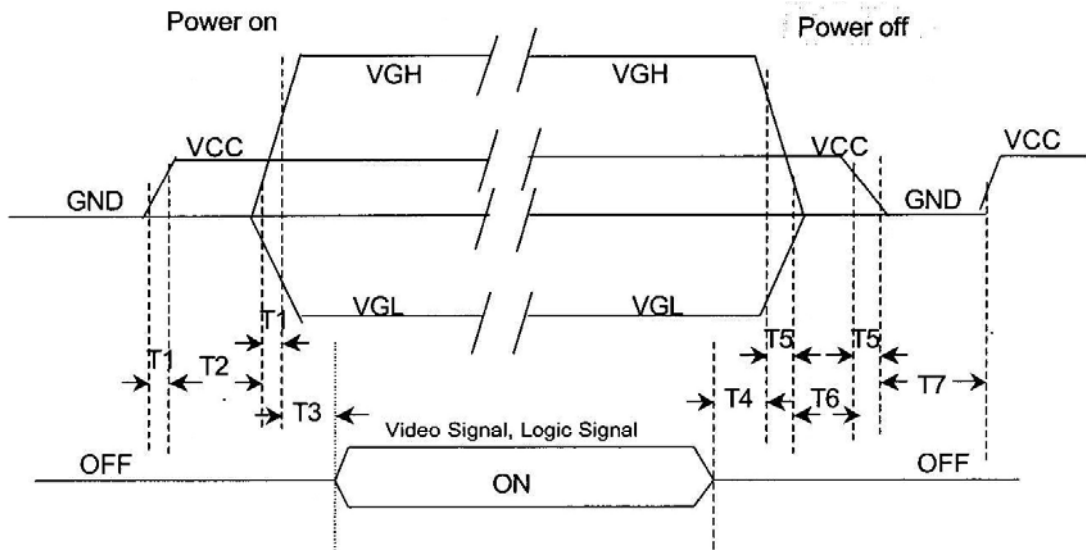 Power on
Power off
VGH
VGH
VCC
VCC
VCC
GND
GND
VGL
VGL
T1
T5
T5
T1
T2
T7
T3
T4
T6
Video Signal, Logic Signal
OFF
ON
OFF